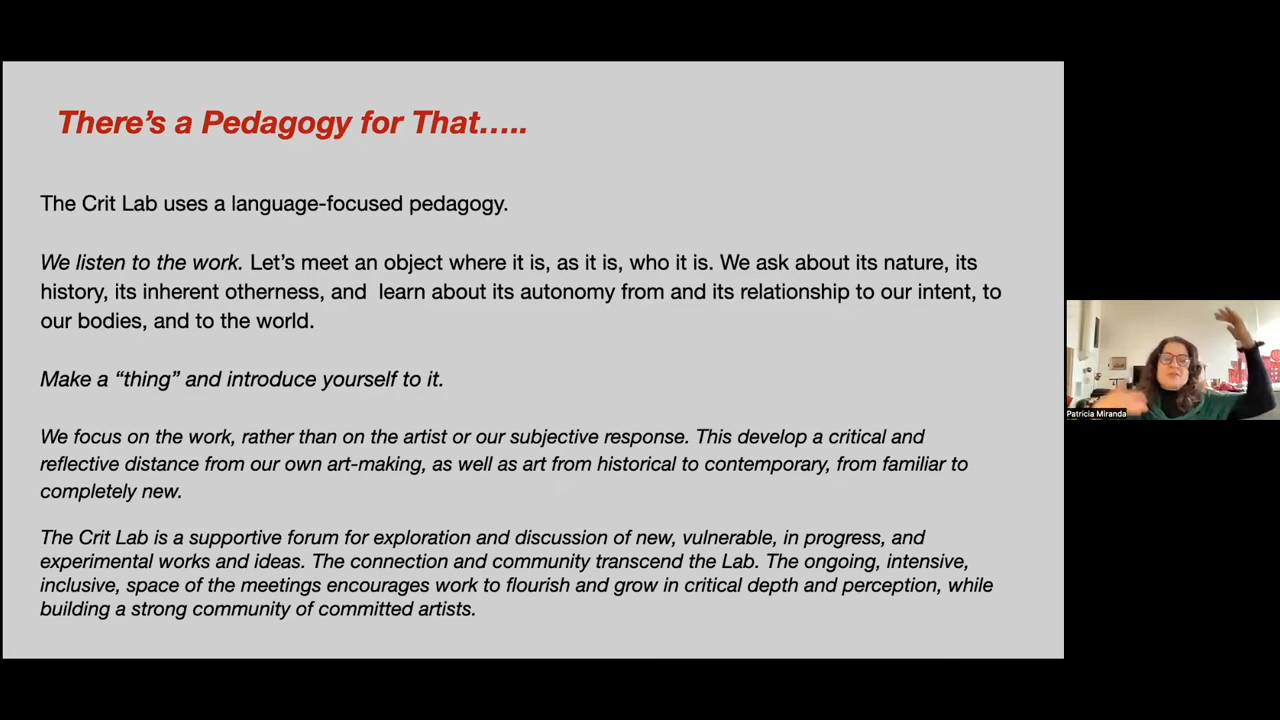 There’s a Pedagogy for That…..
The Crit Lab uses a language-focused pedagogy.
We listen to the work. Let’s meet an object where it is, as it is, who it is. We ask about its nature, its
history, its inherent otherness, and  learn about its autonomy from and its relationship to our intent, to
our bodies, and to the world.
Make a “thing” and introduce yourself to it.
We focus on the work, rather than on the artist or our subjective response. This develop a critical and
reflective distance from our own art-making, as well as art from historical to contemporary, from familiar to
completely new.
The Crit Lab is a supportive forum for exploration and discussion of new, vulnerable, in progress, and
experimental works and ideas. The connection and community transcend the Lab. The ongoing, intensive,
inclusive, space of the meetings encourages work to flourish and grow in critical depth and perception, while
building a strong community of committed artists.
Patricia Miranda